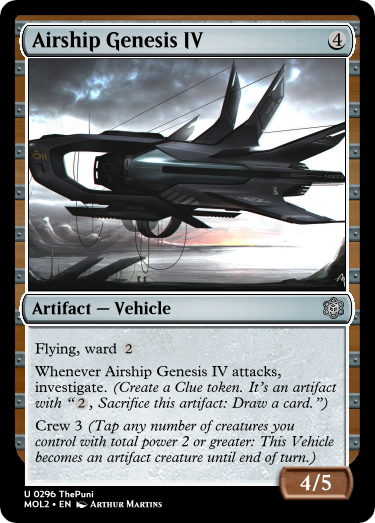 Airship Genesis IV 4
Artifact — Vehicle
Flying, ward 2
Whenever Airship Genesis IV attacks,
investigate. (Create a Clue token. It's an artifact
with “2, Sacrifice this artifact: Draw a card.”)
Crew 3 (Tap any number of creatures you
control with total power 2 or greater: This Vehicle
becomes an artifact creature until end of turn.)
4/5
U 0296 ThePuni
MOL2 • EN Arthur Martins